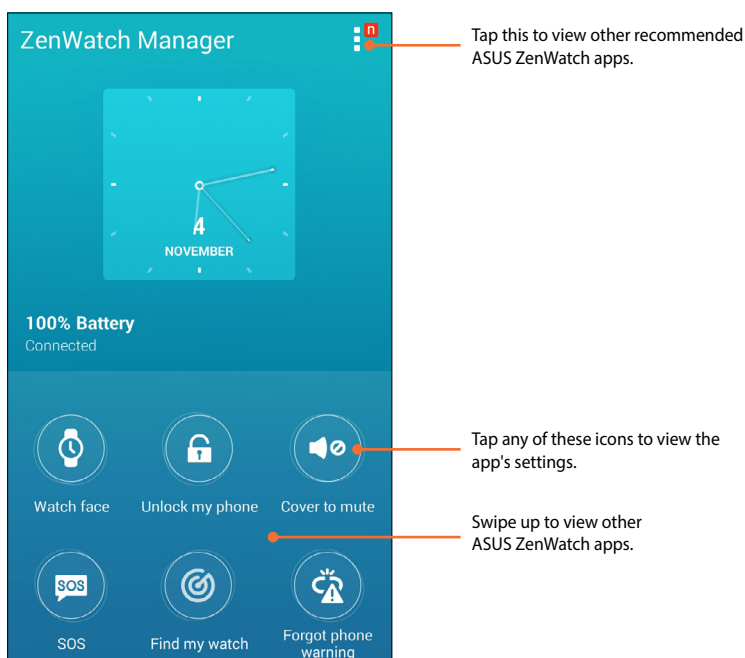 ZenWatch Manager
n
Tap this to view other recommended
ASUS ZenWatch apps.
4
NOVEMBER
100% Battery
Connected
Watch face
Unlock my phone
Cover to mute
Tap any of these icons to view the
app's settings.
Swipe up to view other
ASUS ZenWatch apps.
SOS
SOS
Find my watch
Forgot phone
warning